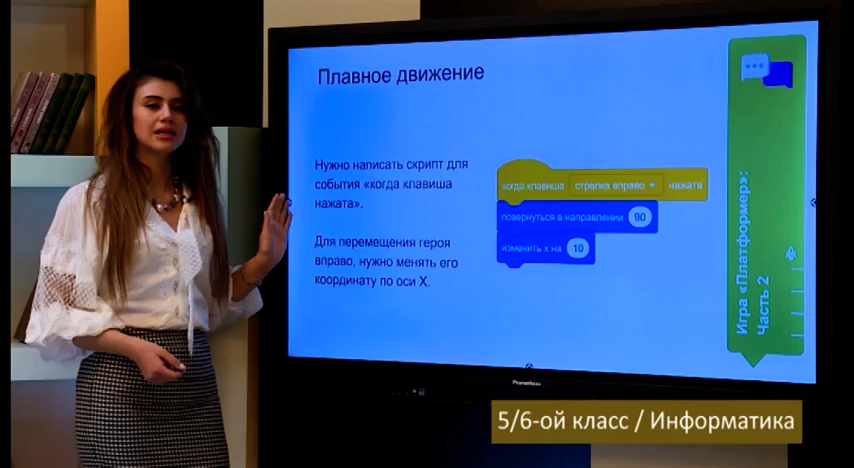 Плавное движение
Нужно написать скрипт для
события «когда клавиша
нажата».
Для перемещения героя
вправо, нужно менять его
координату по оси X.
когда клавиша стрелка вправо нажата
повернуться в направлении 90
изменить x на 10
Игра «Платформер»:
Часть 2
Promethean
5/6-ой класс / Информатика